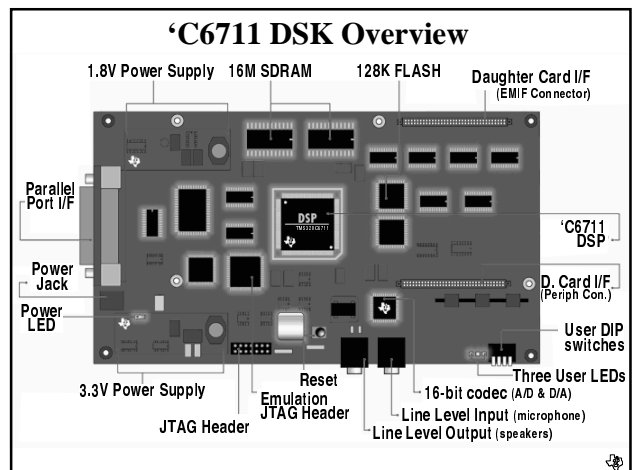 ‘C6711 DSK Overview
1.8V Power Supply
16M SDRAM
128K FLASH
Daughter Card I/F
(EMIF Connector)
Parallel
Port I/F
DSP
TMS320C6711
‘C6711
DSP
Power
Jack
D. Card I/F
(Periph Con.)
Power
LED
User DIP
switches
Three User LEDs
3.3V Power Supply
Reset
16-bit codec (A/D & D/A)
Emulation
JTAG Header
Line Level Input (microphone)
JTAG Header
Line Level Output (speakers)